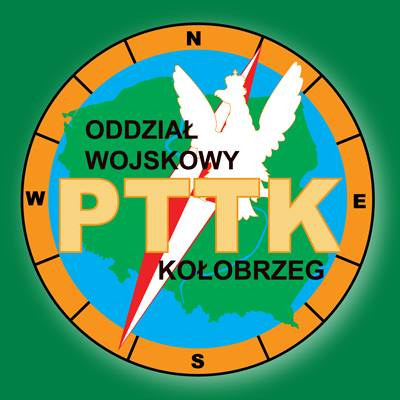 N
ODDZIAŁ
WOJSKOWY
W PTTK E
KOŁOBRZEG
S